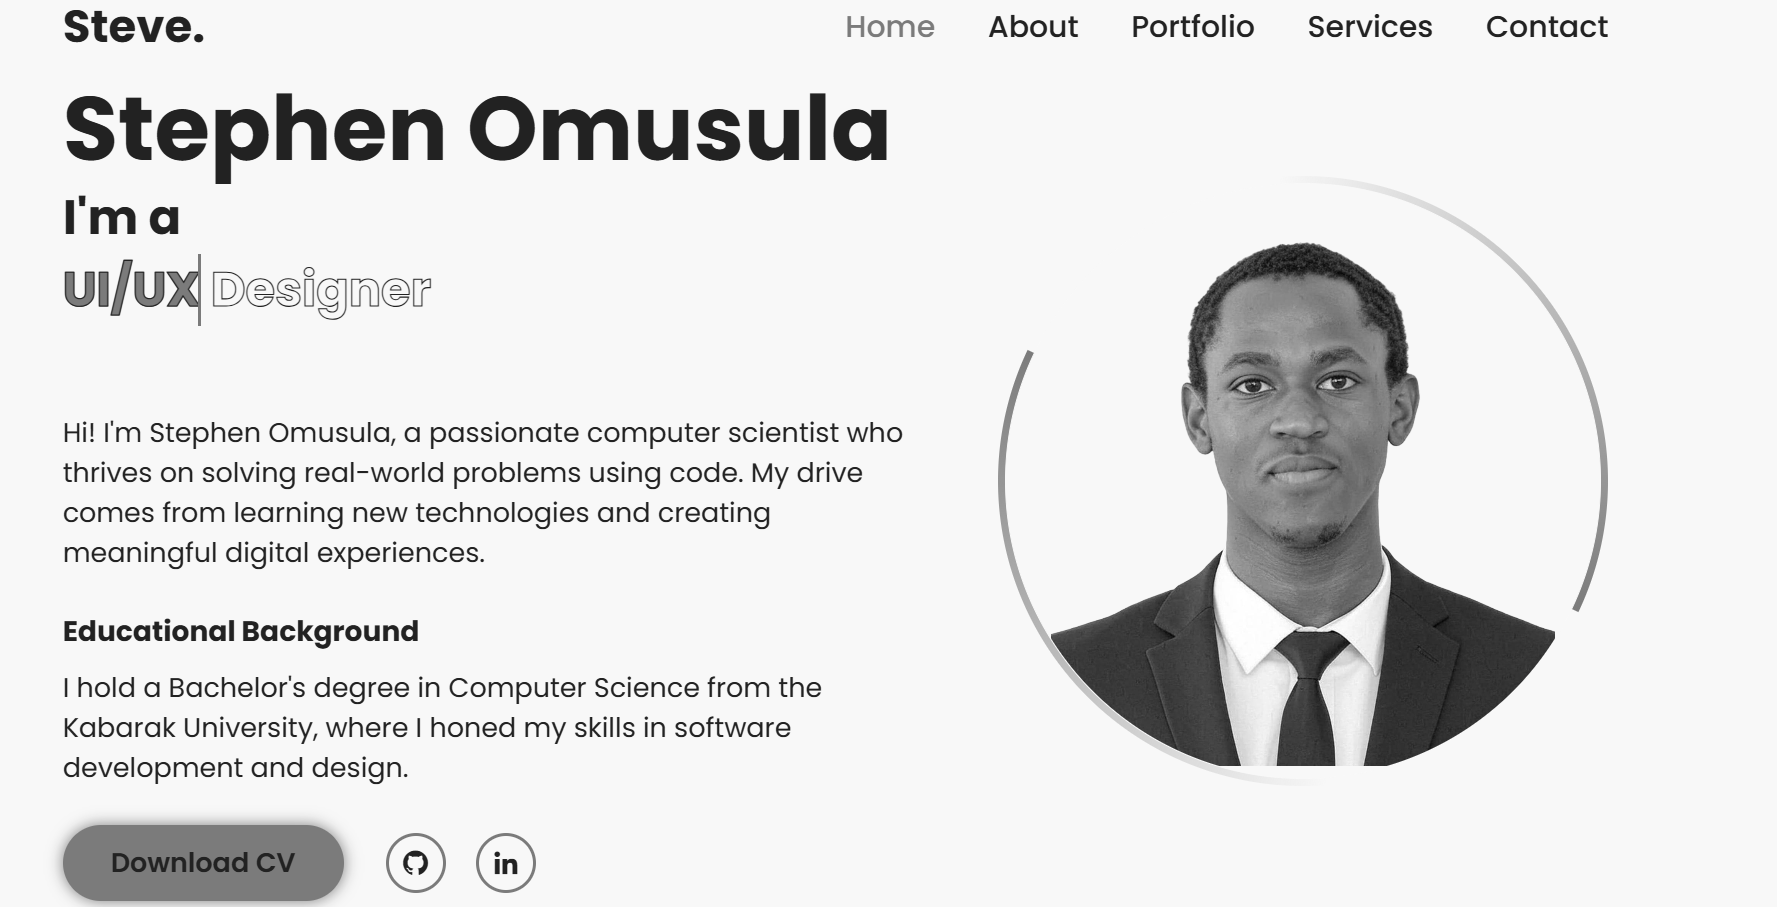 Steve.
Home About Portfolio Services Contact
Stephen Omusula
I'm a
UI/UX Designer
Hi! I'm Stephen Omusula, a passionate computer scientist who
thrives on solving real-world problems using code. My drive
comes from learning new technologies and creating
meaningful digital experiences.
Educational Background
I hold a Bachelor's degree in Computer Science from the
Kabarak University, where I honed my skills in software
development and design.
Download CV
in